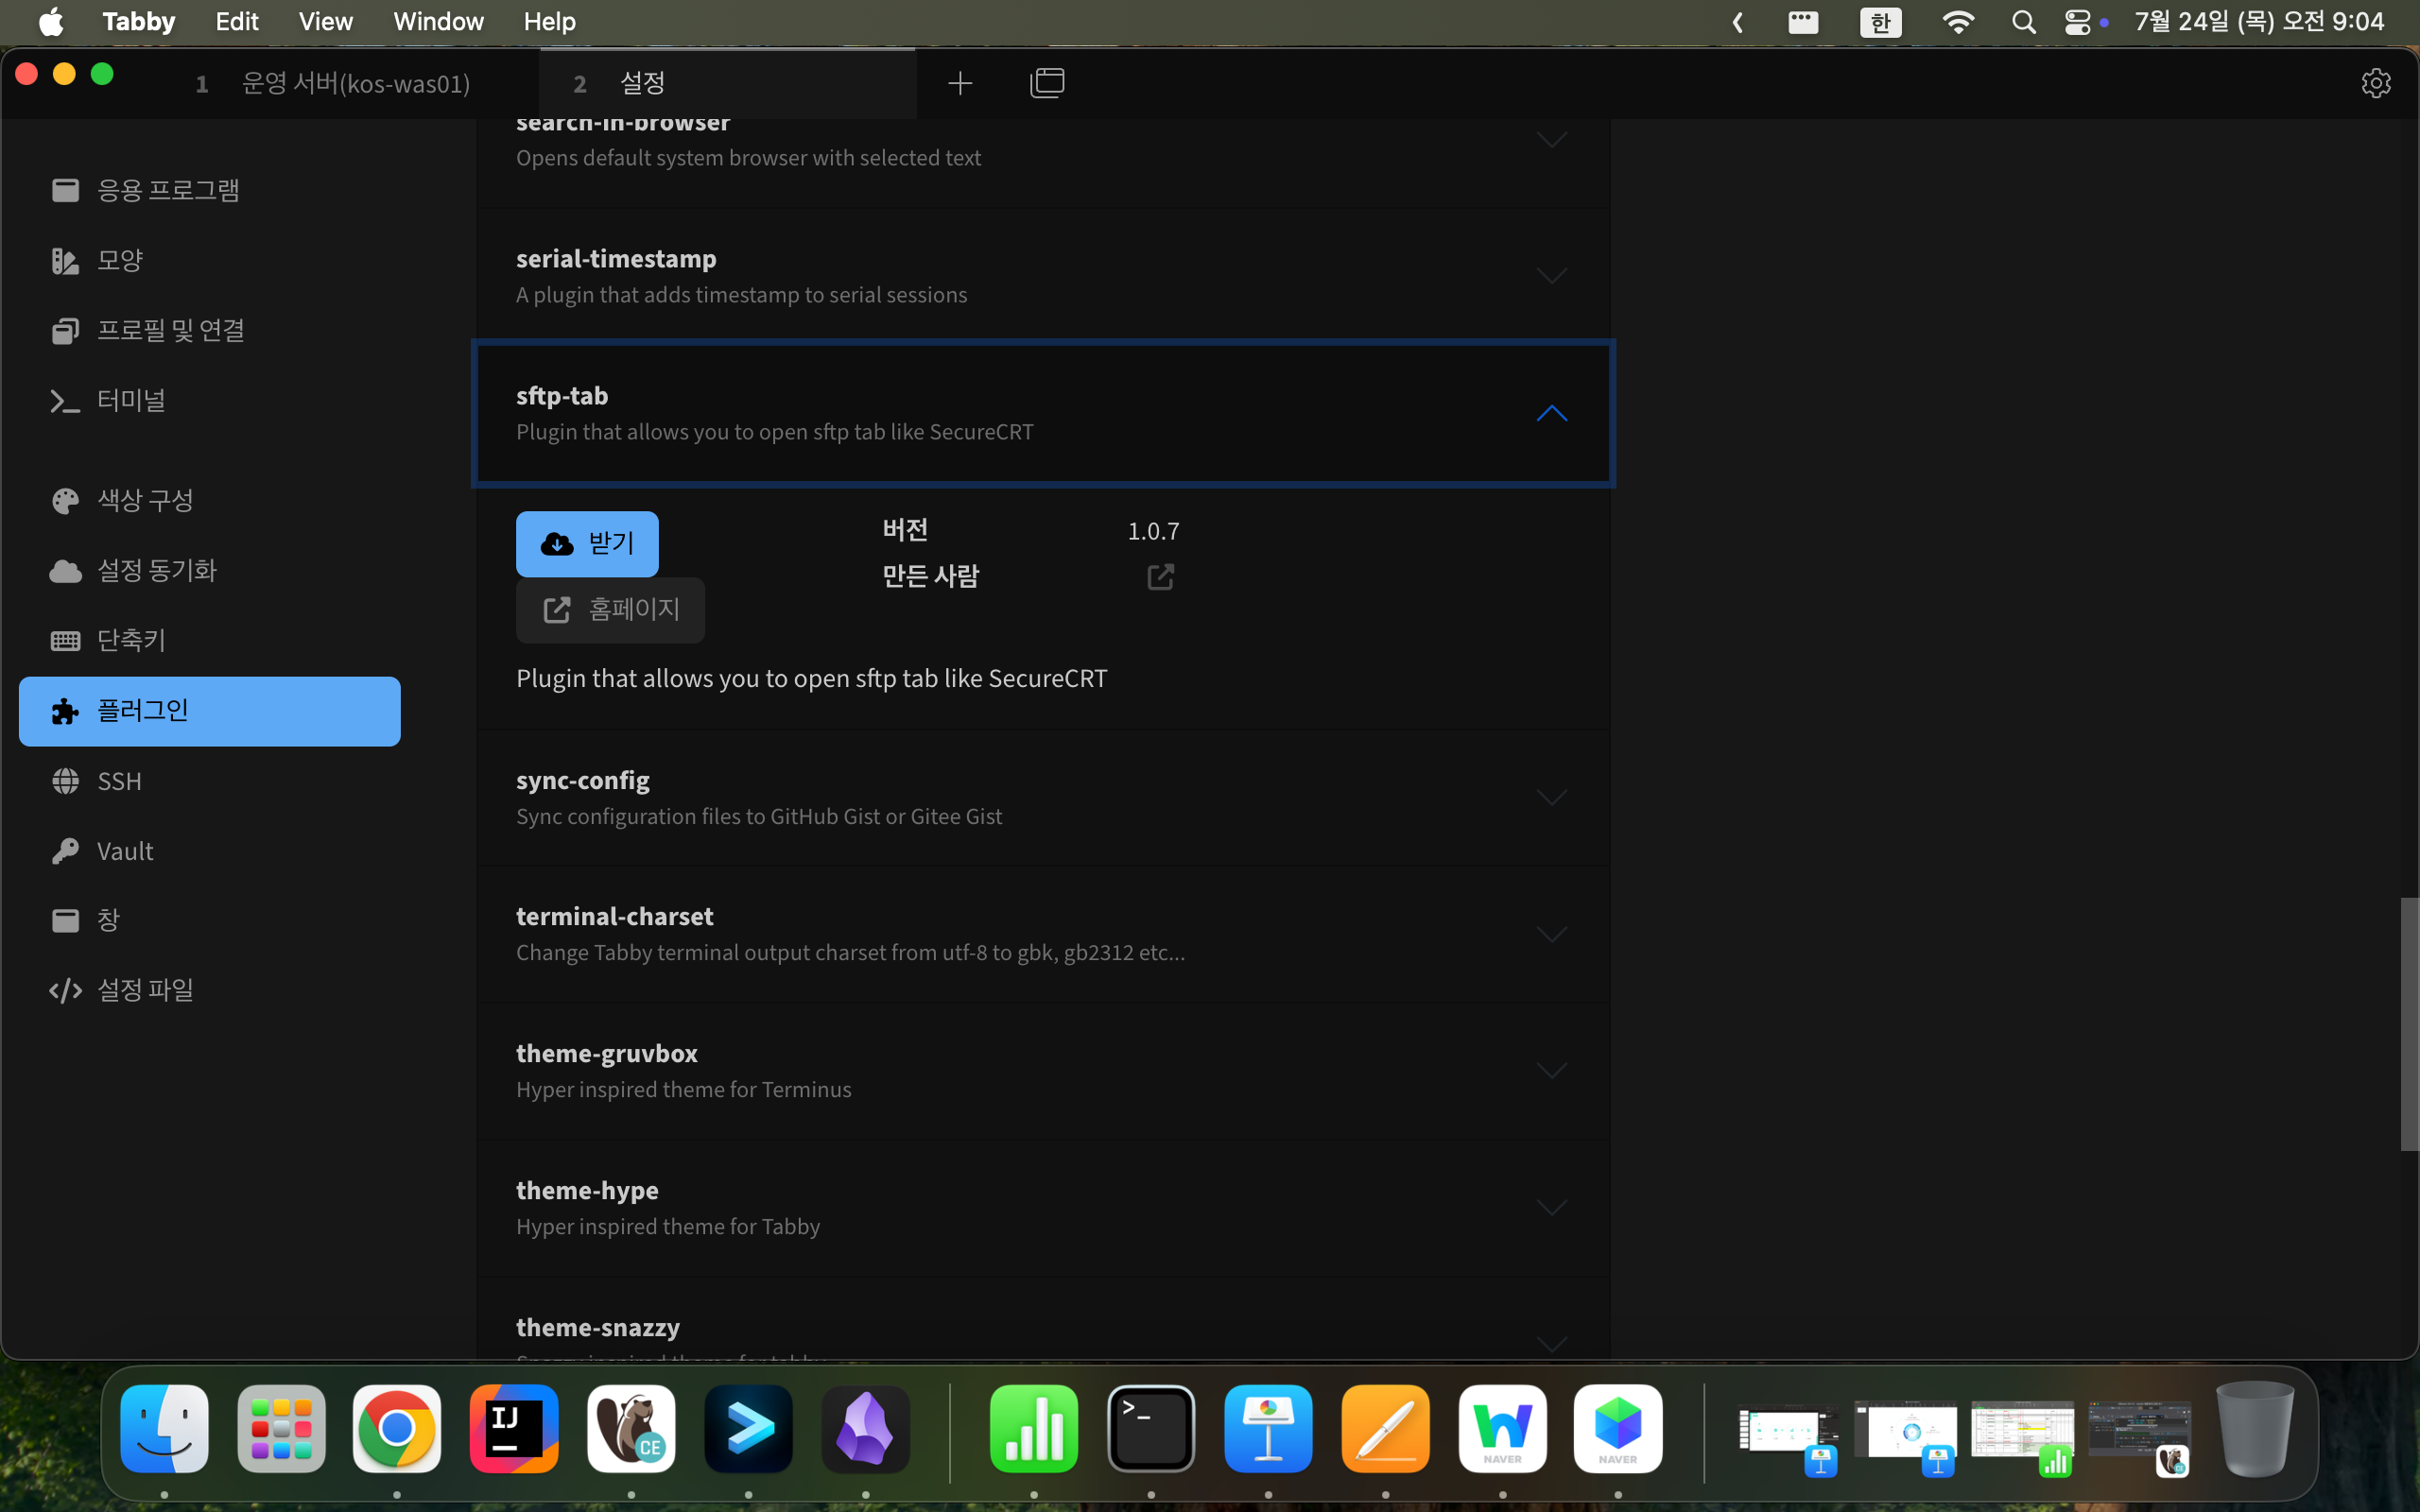 Tabby Edit View Window Help 한 7월 24일 (목) 오전 9:04
1 운영 서버(kos-was01) 2 설정
응용 프로그램
모양
프로필 및 연결
터미널
색상 구성
설정 동기화
단축키
플러그인
SSH
Vault
창
설정 파일
search-in-browser
Opens default system browser with selected text
serial-timestamp
A plugin that adds timestamp to serial sessions
sftp-tab
Plugin that allows you to open sftp tab like SecureCRT
받기
홈페이지
버전 1.0.7
만든 사람
Plugin that allows you to open sftp tab like SecureCRT
sync-config
Sync configuration files to GitHub Gist or Gitee Gist
terminal-charset
Change Tabby terminal output charset from utf-8 to gbk, gb2312 etc...
theme-gruvbox
Hyper inspired theme for Terminus
theme-hype
Hyper inspired theme for Tabby
theme-snazzy
Snazzy inspired theme for tabby
IJ
CE
NAVER
NAVER